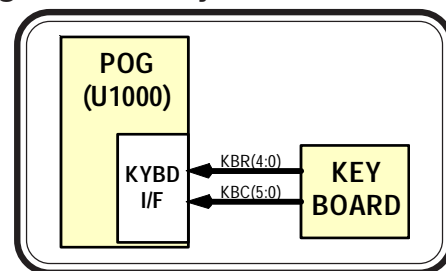 POG
(U1000)
KYBD
I/F
KBR(4:0)
KBC(5:0)
KEY
BOARD